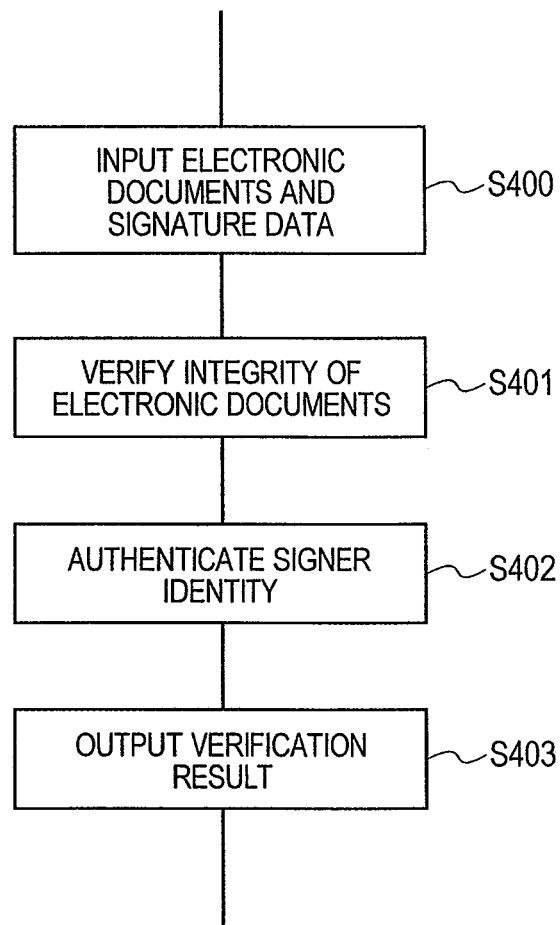 INPUT ELECTRONIC
DOCUMENTS AND
SIGNATURE DATA
S400
VERIFY INTEGRITY OF
ELECTRONIC DOCUMENTS
S401
AUTHENTICATE SIGNER
IDENTITY
S402
OUTPUT VERIFICATION
RESULT
S403